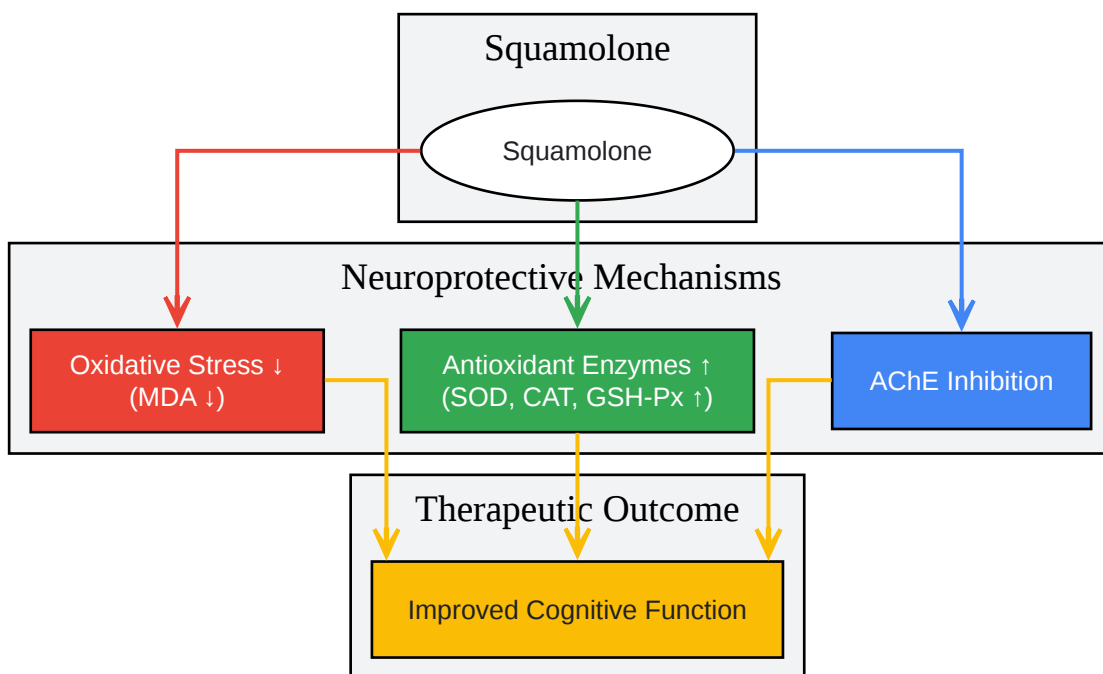 Squamolone
Squamolone
Neuroprotective Mechanisms
Oxidative Stress ↓
(MDA ↓)
Antioxidant Enzymes ↑
(SOD, CAT, GSH-Px ↑)
AChE Inhibition
Therapeutic Outcome
Improved Cognitive Function